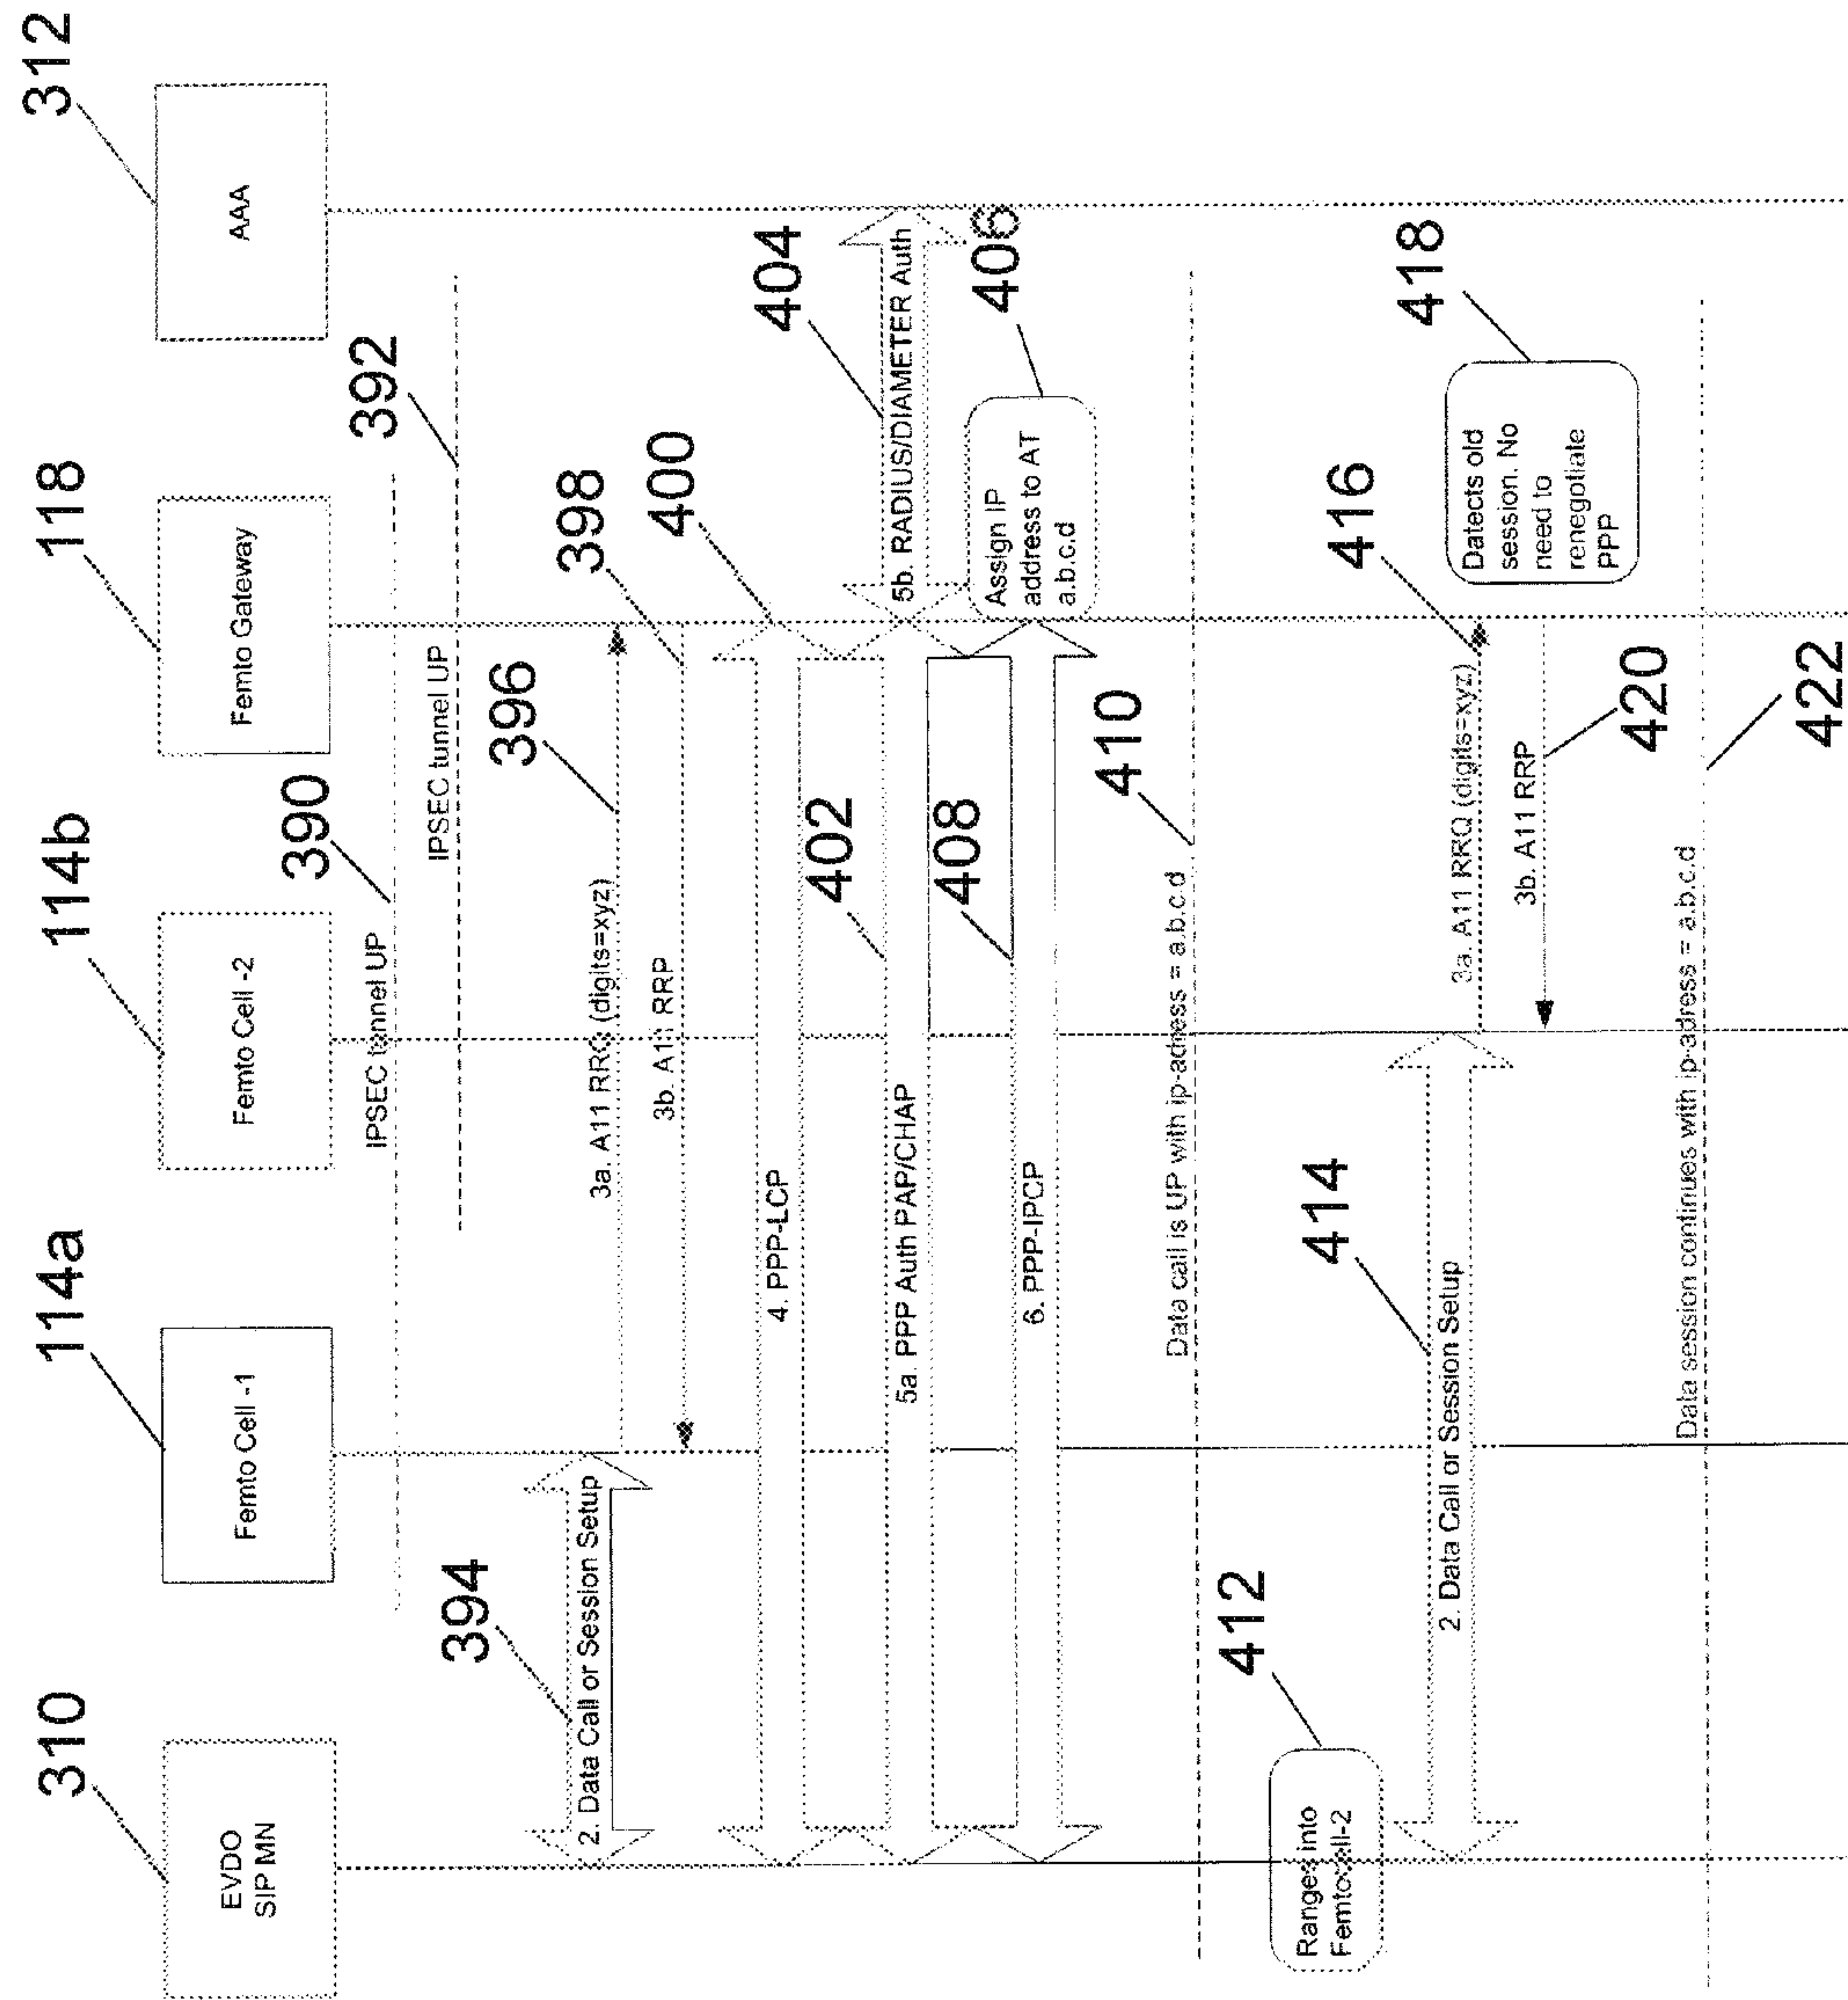 310
114a
114b
118
312
EVDO
SIP MN
Femto Cell -1
Femto Cell -2
Femto Gateway
AAA
IPSEC tunnel UP
390
IPSEC tunnel UP
392
394
2. Data Call or Session Setup
3a. A11 RRQ (digits=xyz)
396
3b. A11 RRP
398
4. PPP-LCP
400
5a. PPP Auth PAP/CHAP
402
5b. RADIUS/DIAMETER Auth
404
Assign IP
address to AT
a.b.c.d
406
6. PPP-IPCP
408
Data call is UP with ip-adress = a.b.c.d
410
Ranges into
Femtocell-2
412
2. Data Call or Session Setup
414
3a. A11 RRQ (digits=xyz)
416
Datects old
session. No
need to
renegotiate
PPP
418
3b. A11 RRP
420
Data session continues with ip-adress = a.b.c.d
422